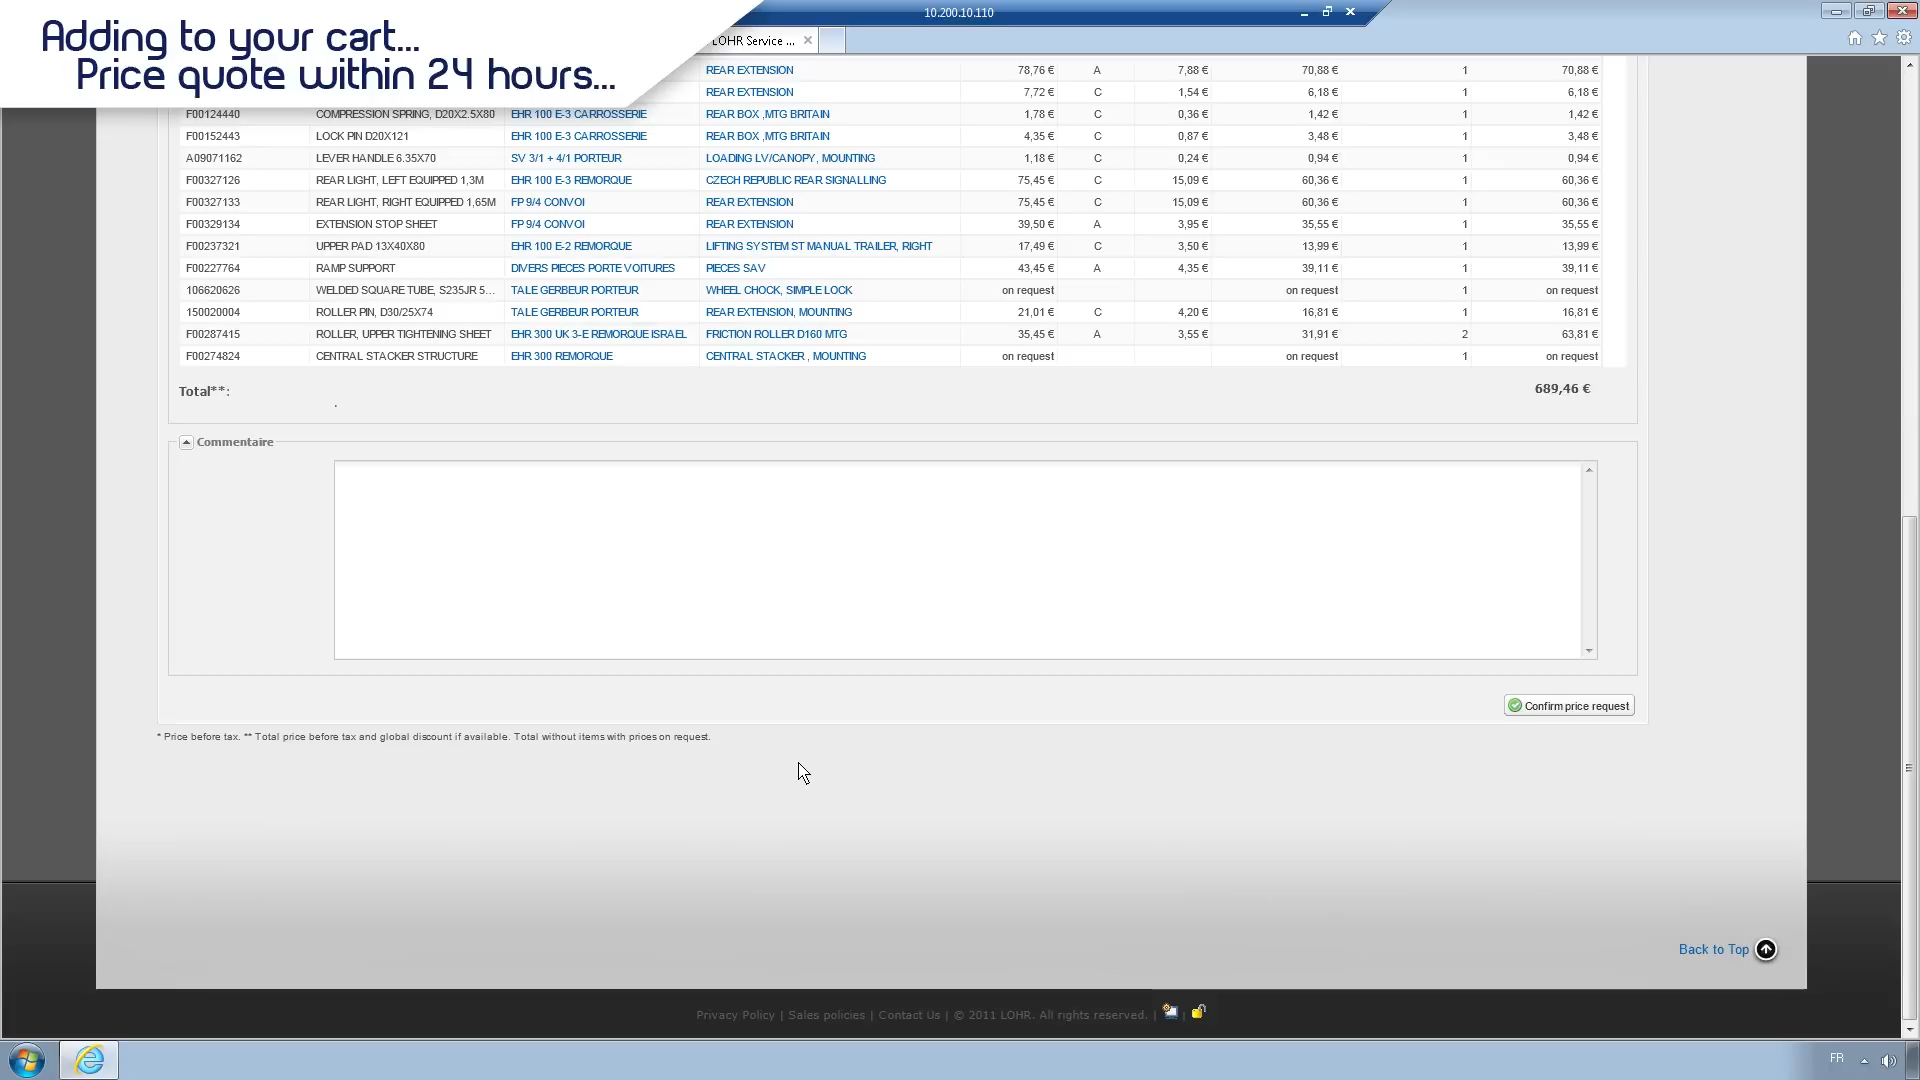 Adding to your cart...
Price quote within 24 hours...
10.200.10.110
LOHR Service ...
REAR EXTENSION 78,76 € A 7,88 € 70,88 € 1 70,88 €
REAR EXTENSION 7,72 € C 1,54 € 6,18 € 1 6,18 €
F00124440 COMPRESSION SPRING, D20X2.5X80 EHR 100 E-3 CARROSSERIE REAR BOX ,MTG BRITAIN 1,78 € C 0,36 € 1,42 € 1 1,42 €
F00152443 LOCK PIN D20X121 EHR 100 E-3 CARROSSERIE REAR BOX ,MTG BRITAIN 4,35 € C 0,87 € 3,48 € 1 3,48 €
A09071162 LEVER HANDLE 6.35X70 SV 3/1 + 4/1 PORTEUR LOADING LV/CANOPY, MOUNTING 1,18 € C 0,24 € 0,94 € 1 0,94 €
F00327126 REAR LIGHT, LEFT EQUIPPED 1,3M EHR 100 E-3 REMORQUE CZECH REPUBLIC REAR SIGNALLING 75,45 € C 15,09 € 60,36 € 1 60,36 €
F00327133 REAR LIGHT, RIGHT EQUIPPED 1,65M FP 9/4 CONVOI REAR EXTENSION 75,45 € C 15,09 € 60,36 € 1 60,36 €
F00329134 EXTENSION STOP SHEET FP 9/4 CONVOI REAR EXTENSION 39,50 € A 3,95 € 35,55 € 1 35,55 €
F00237321 UPPER PAD 13X40X80 EHR 100 E-2 REMORQUE LIFTING SYSTEM ST MANUAL TRAILER, RIGHT 17,49 € C 3,50 € 13,99 € 1 13,99 €
F00227764 RAMP SUPPORT DIVERS PIECES PORTE VOITURES PIECES SAV 43,45 € A 4,35 € 39,11 € 1 39,11 €
106620626 WELDED SQUARE TUBE, S235JR 5... TALE GERBEUR PORTEUR WHEEL CHOCK, SIMPLE LOCK on request on request 1 on request
150020004 ROLLER PIN, D30/25X74 TALE GERBEUR PORTEUR REAR EXTENSION, MOUNTING 21,01 € C 4,20 € 16,81 € 1 16,81 €
F00287415 ROLLER, UPPER TIGHTENING SHEET EHR 300 UK 3-E REMORQUE ISRAEL FRICTION ROLLER D160 MTG 35,45 € A 3,55 € 31,91 € 2 63,81 €
F00274824 CENTRAL STACKER STRUCTURE EHR 300 REMORQUE CENTRAL STACKER , MOUNTING on request on request 1 on request
Total**: 689,46 €
.
Commentaire
Confirm price request
* Price before tax. ** Total price before tax and global discount if available. Total without items with prices on request.
Back to Top
Privacy Policy | Sales policies | Contact Us | © 2011 LOHR. All rights reserved. | |
FR